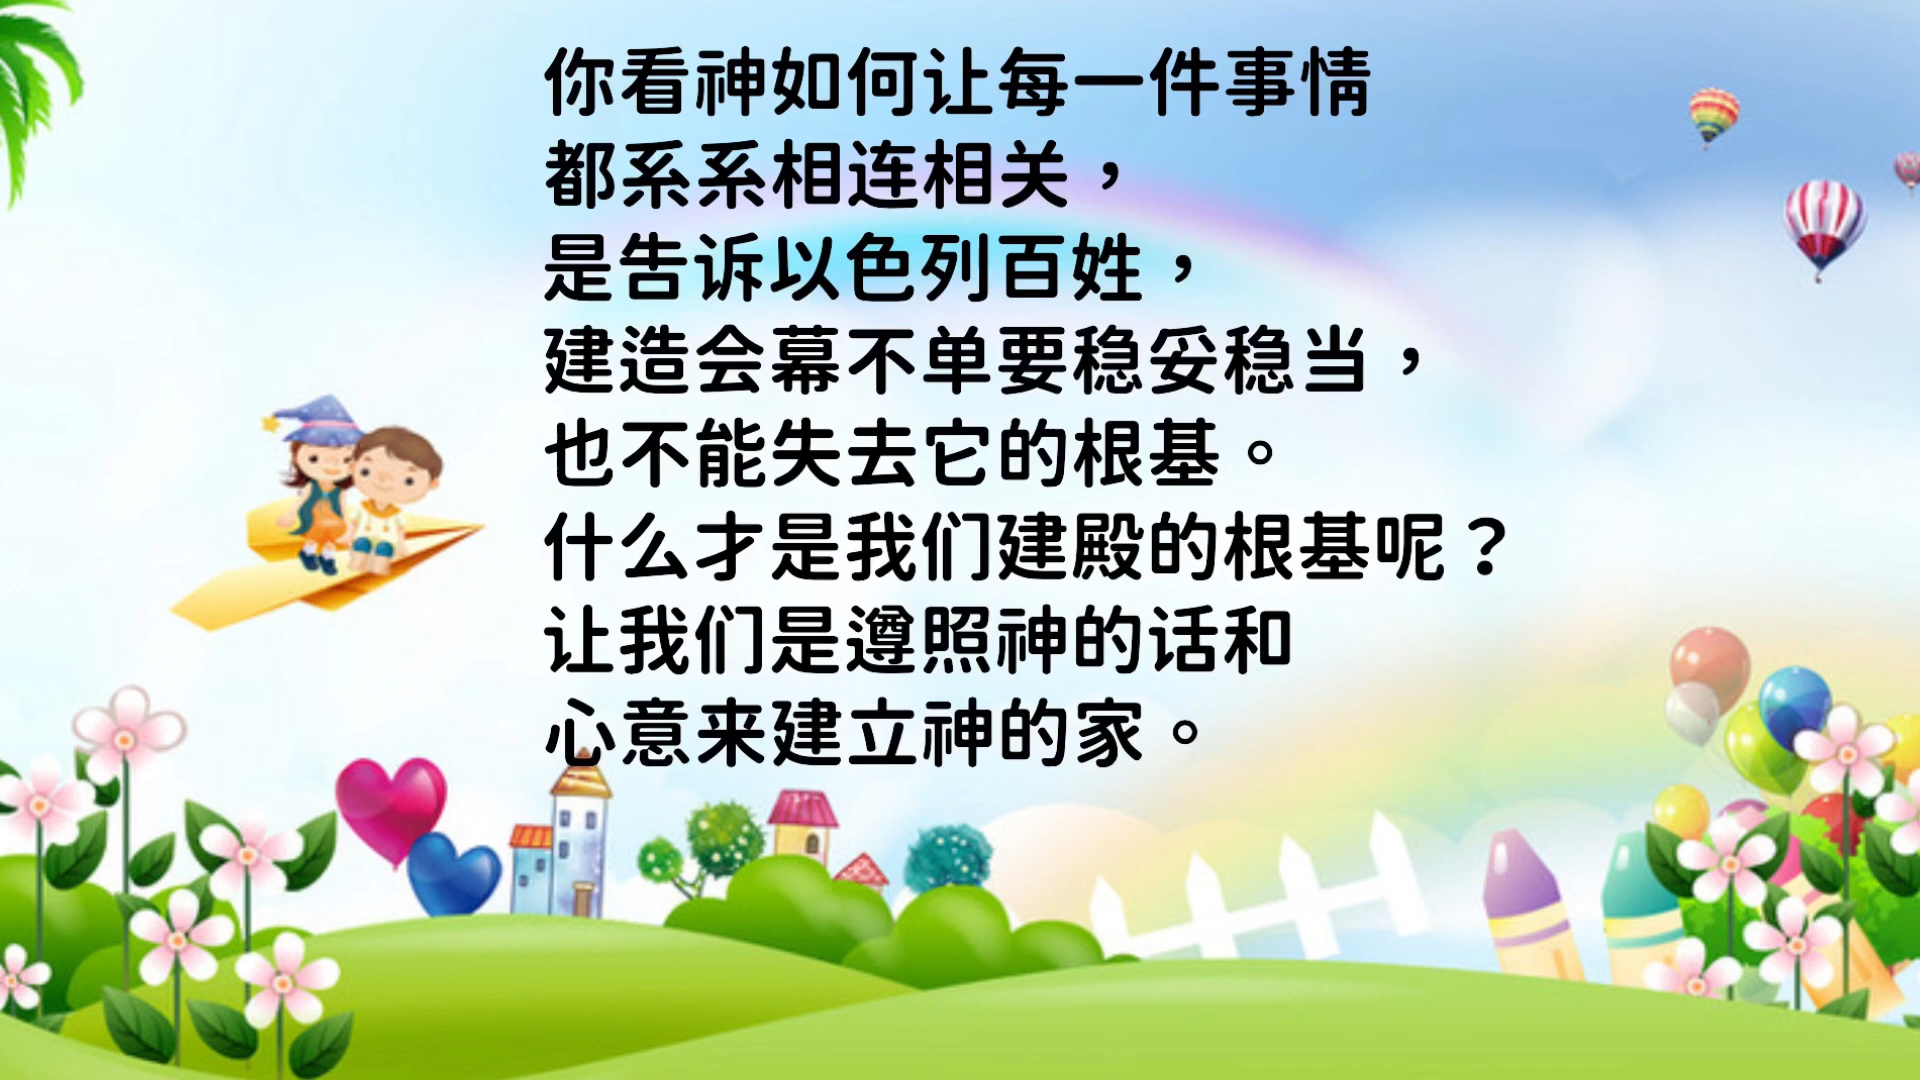 你看神如何让每一件事情
都系系相连相关，
是告诉以色列百姓，
建造会幕不单要稳妥稳当，
也不能失去它的根基。
什么才是我们建殿的根基呢？
让我们是遵照神的话和
心意来建立神的家。